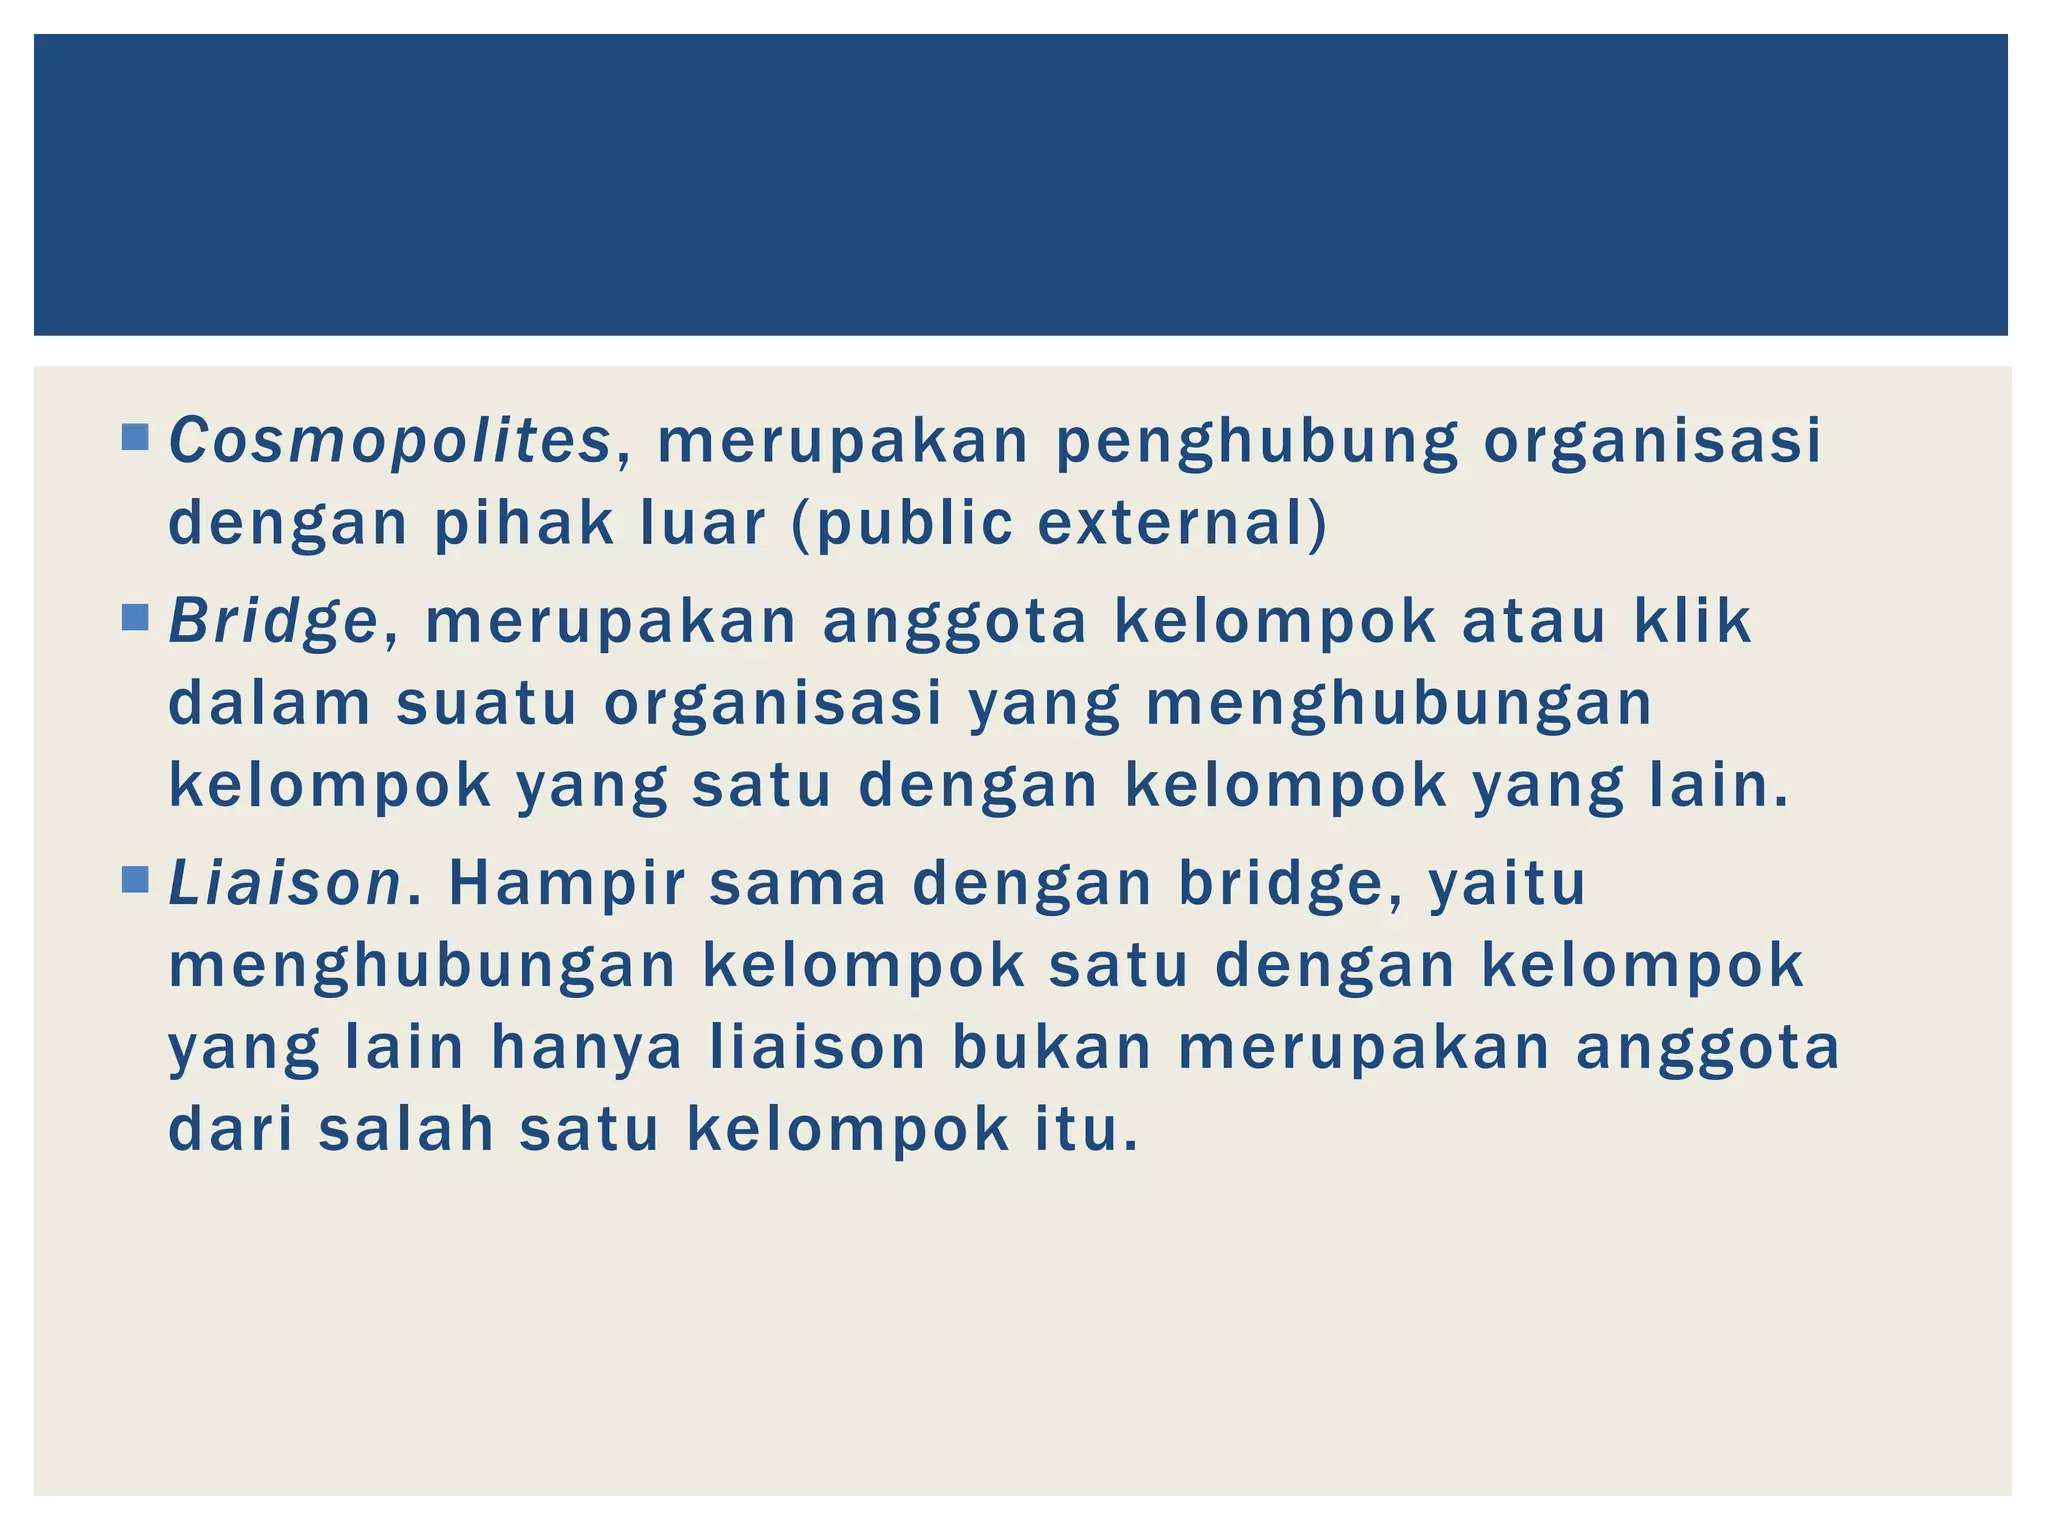 Cosmopolites, merupakan penghubung organisasi
dengan pihak luar (public external)
Bridge, merupakan anggota kelompok atau klik
dalam suatu organisasi yang menghubungan
kelompok yang satu dengan kelompok yang lain.
Liaison. Hampir sama dengan bridge, yaitu
menghubungan kelompok satu dengan kelompok
yang lain hanya liaison bukan merupakan anggota
dari salah satu kelompok itu.